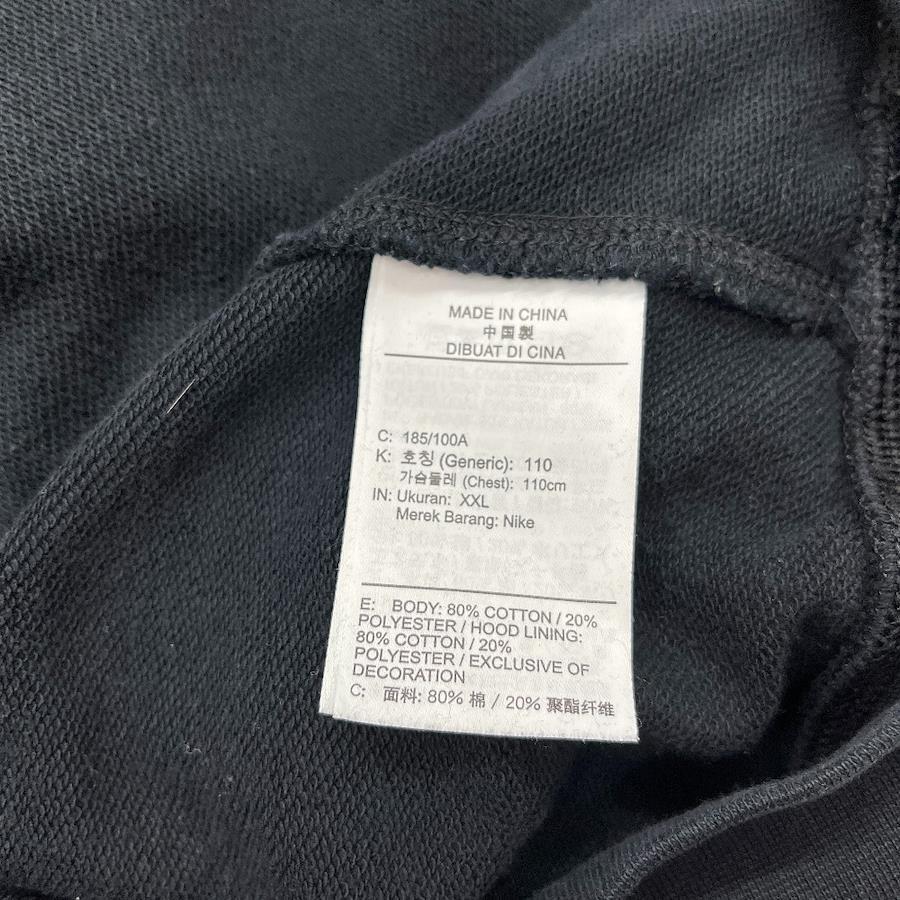 MADE IN CHINA
中国製
DIBUAT DI CINA
C: 185/100A
K: 호칭 (Generic): 110
가슴둘레 (Chest): 110cm
IN: Ukuran: XXL
Merek Barang: Nike
E: BODY: 80% COTTON / 20%
POLYESTER / HOOD LINING:
80% COTTON / 20%
POLYESTER / EXCLUSIVE OF
DECORATION
C: 面料: 80% 棉 / 20% 聚酯纤维